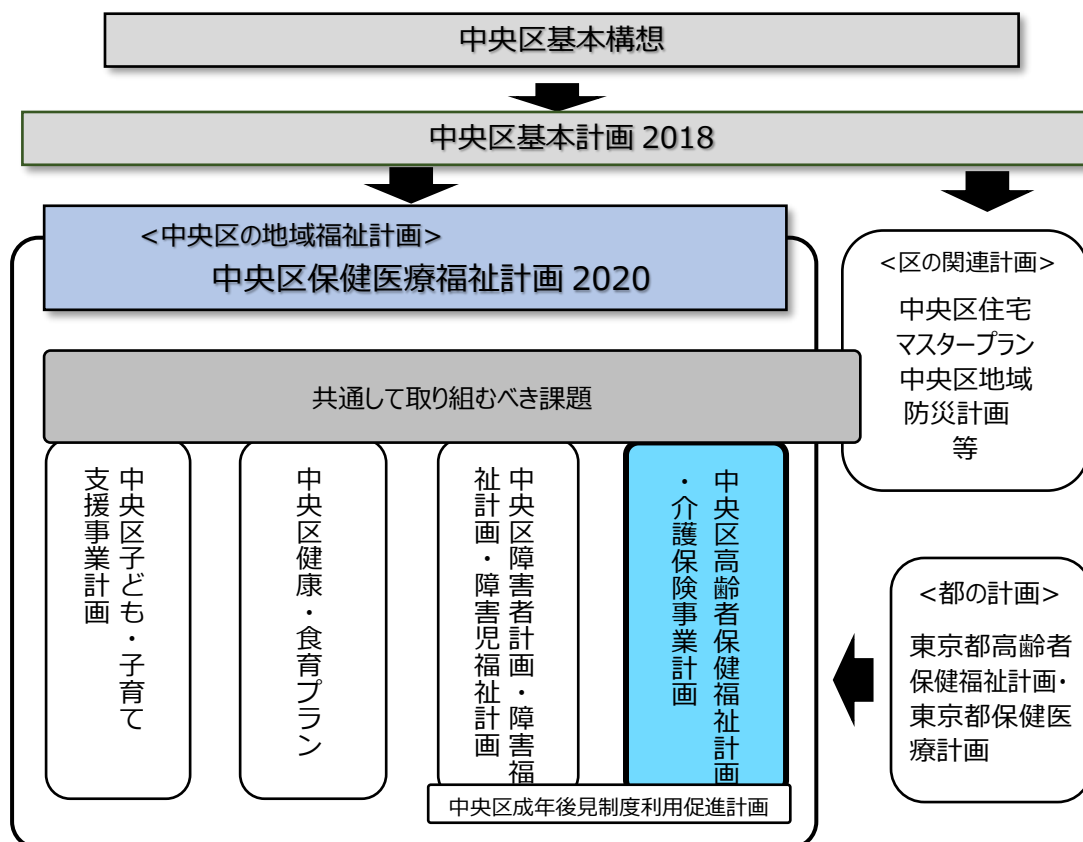 中央区基本構想
中央区基本計画 2018
<中央区の地域福祉計画>
中央区保健医療福祉計画 2020
<区の関連計画>
中央区住宅
マスタープラン
中央区地域
防災計画
等
共通して取り組むべき課題
中央区子ども・子育て
支援事業計画
中央区健康・食育プラン
中央区障害者計画・障害福
祉計画・障害児福祉計画
中央区高齢者保健福祉計画
・介護保険事業計画
中央区成年後見制度利用促進計画
<都の計画>
東京都高齢者
保健福祉計画・
東京都保健医
療計画